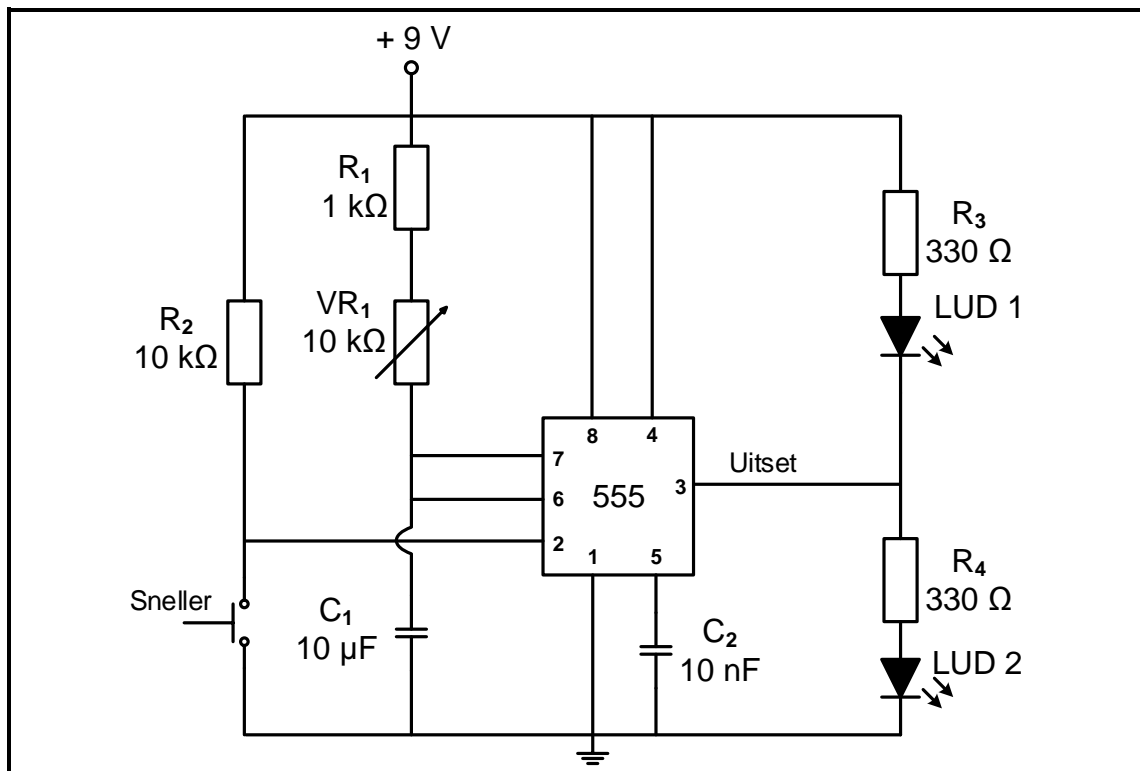 + 9 V
R₁
1 kΩ
R₃
330 Ω
VR₁
10 kΩ
LUD 1
R₂
10 kΩ
8
4
7
Uitset
6
555
3
2
1
5
R₄
330 Ω
Sneller
C₁
10 µF
C₂
10 nF
LUD 2